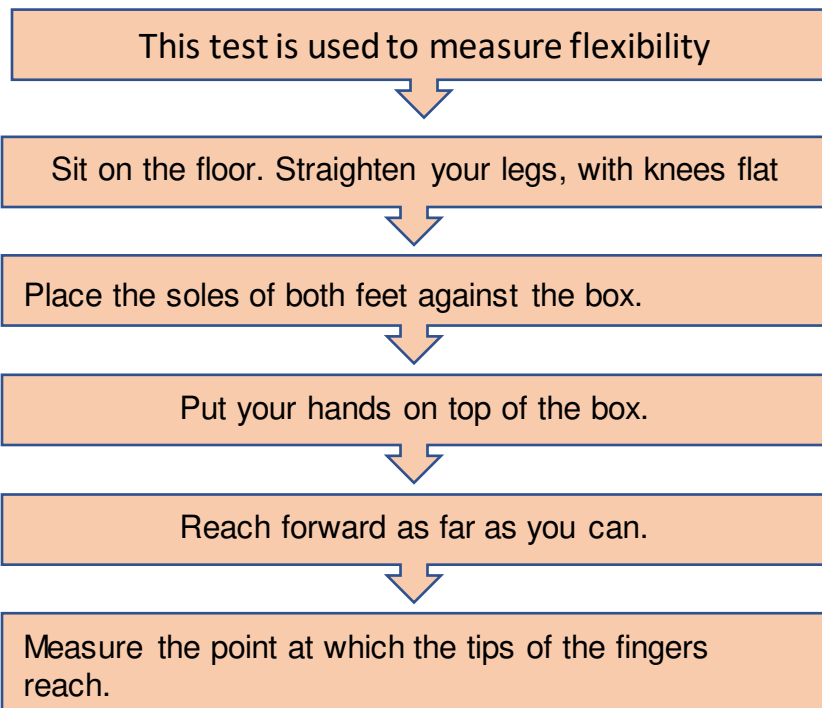 This test is used to measure flexibility
Sit on the floor. Straighten your legs, with knees flat
Place the soles of both feet against the box.
Put your hands on top of the box.
Reach forward as far as you can.
Measure the point at which the tips of the fingers
reach.